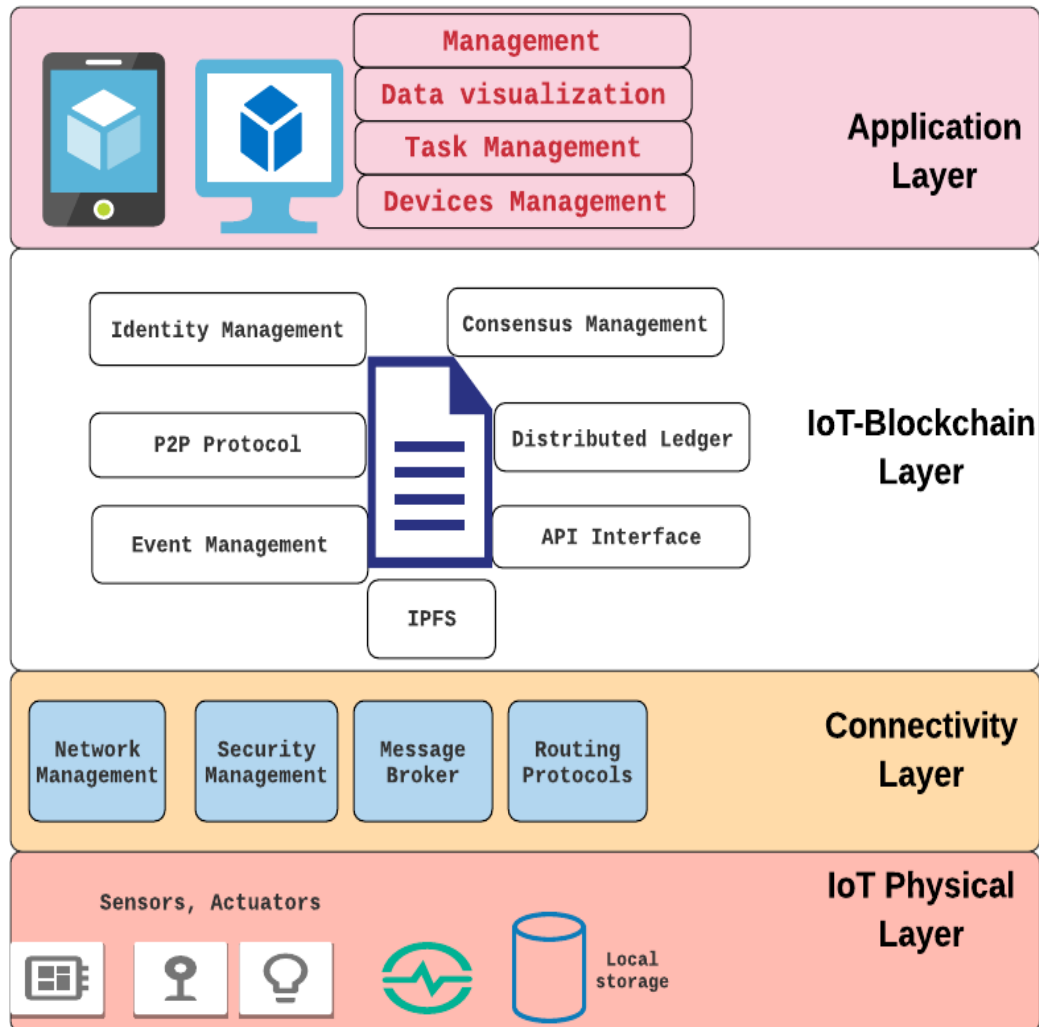 Management
Data visualization
Task Management
Devices Management
Application
Layer
Identity Management
Consensus Management
P2P Protocol
Distributed Ledger
Event Management
API Interface
IPFS
IoT-Blockchain
Layer
Network
Management
Security
Management
Message
Broker
Routing
Protocols
Connectivity
Layer
Sensors, Actuators
Local
storage
IoT Physical
Layer